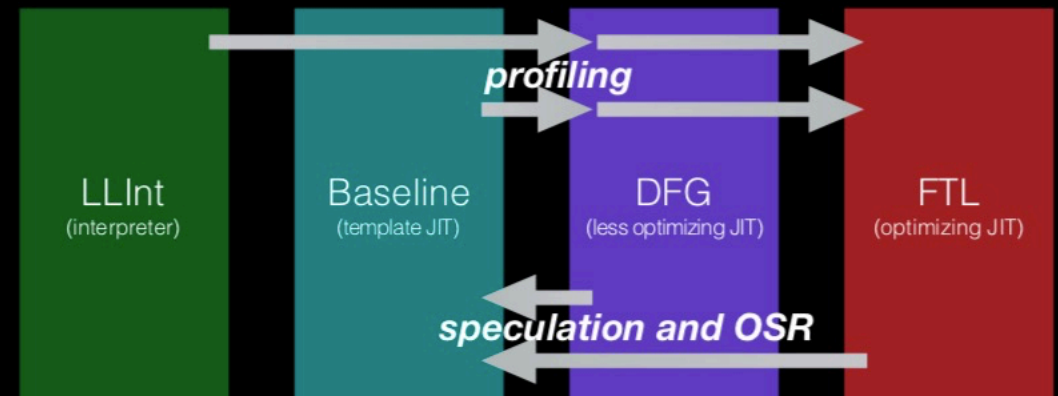 profiling
LLInt
(interpreter)
Baseline
(template JIT)
DFG
(less optimizing JIT)
FTL
(optimizing JIT)
speculation and OSR